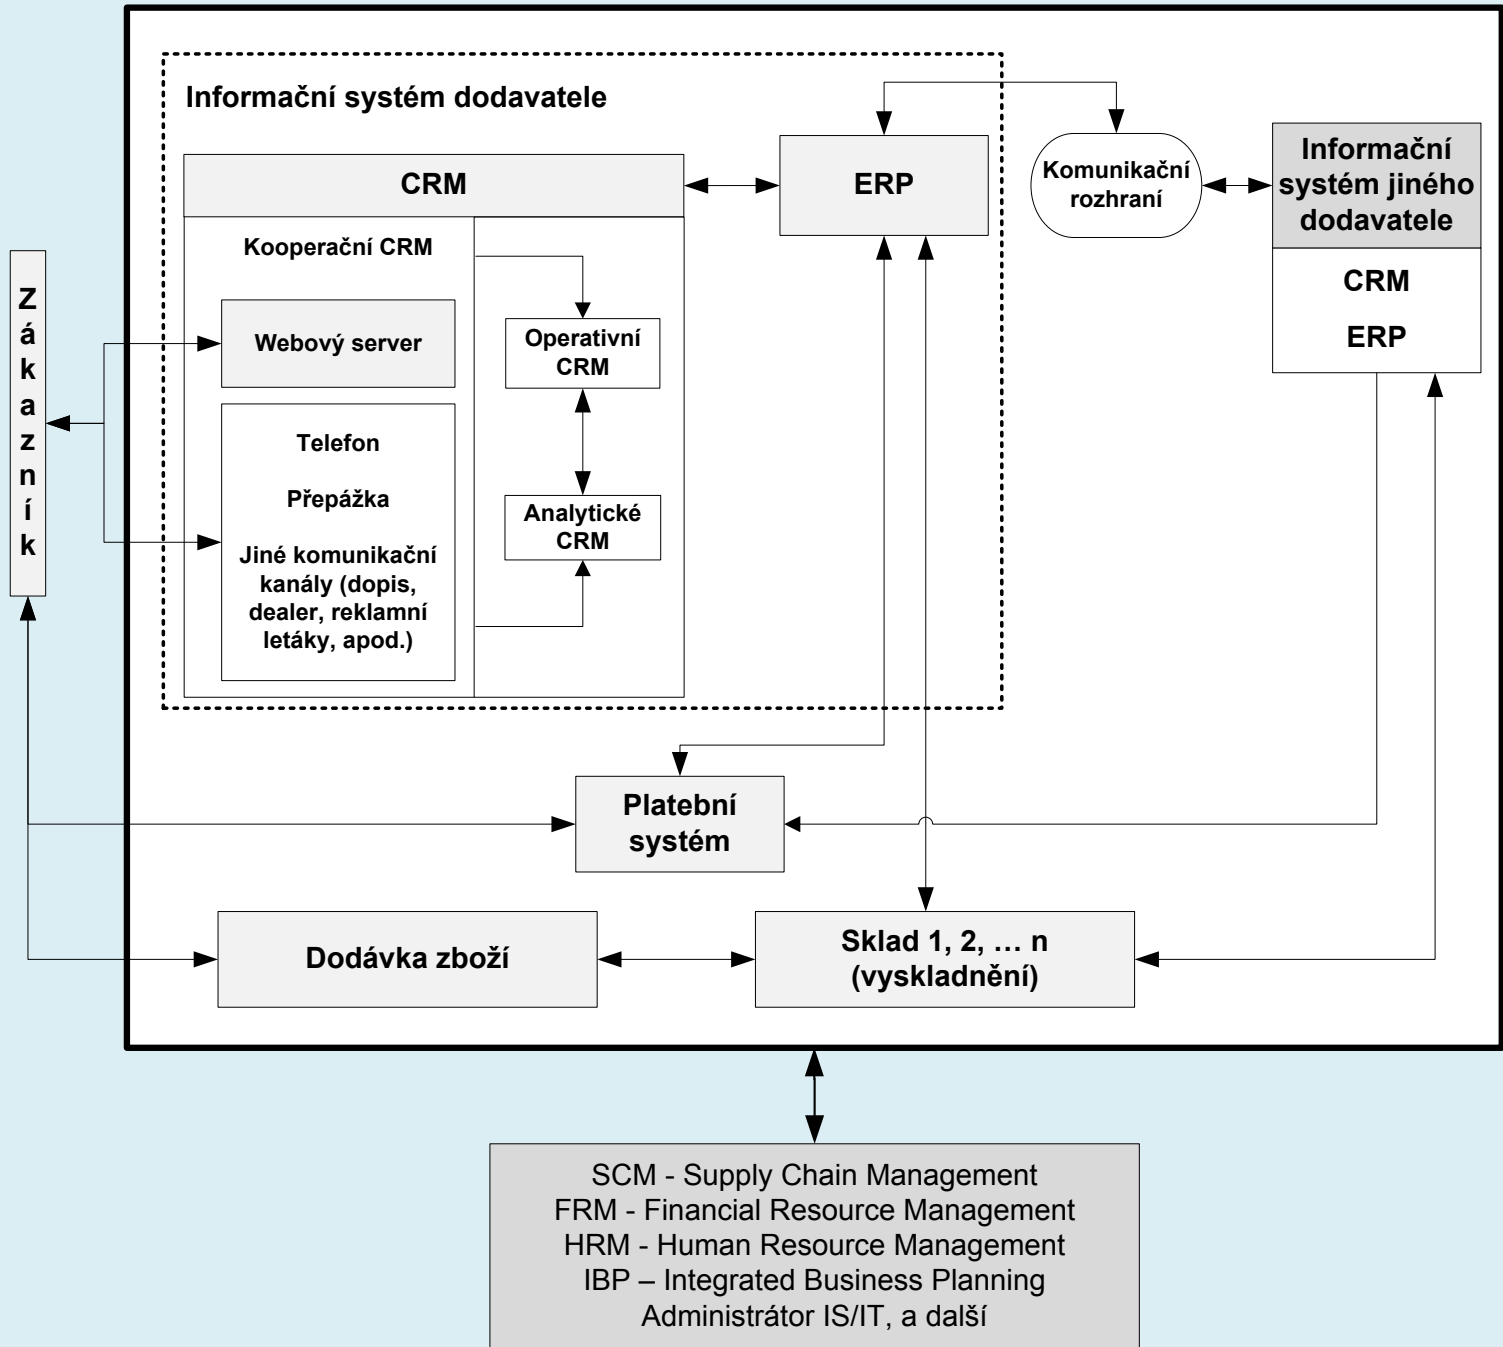 Informační systém dodavatele
CRM
ERP
Komunikační
rozhraní
Informační
systém jiného
dodavatele
CRM
ERP
Kooperační CRM
Webový server
Operativní
CRM
Zákazník
Telefon
Přepážka
Jiné komunikační
kanály (dopis,
dealer, reklamní
letáky, apod.)
Analytické
CRM
Platební
systém
Dodávka zboží
Sklad 1, 2, … n
(vyskladnění)
SCM - Supply Chain Management
FRM - Financial Resource Management
HRM - Human Resource Management
IBP – Integrated Business Planning
Administrátor IS/IT, a další